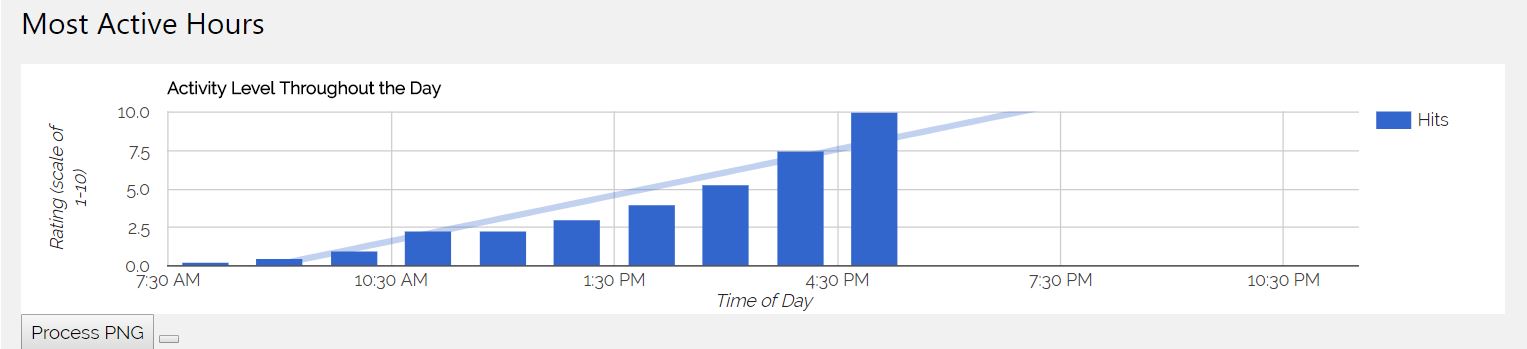 Most Active Hours
Activity Level Throughout the Day
Rating (scale of
1-10)
10.0
7.5
5.0
2.5
0.0
Hits
7:30 AM
10:30 AM
1:30 PM
4:30 PM
7:30 PM
10:30 PM
Time of Day
Process PNG